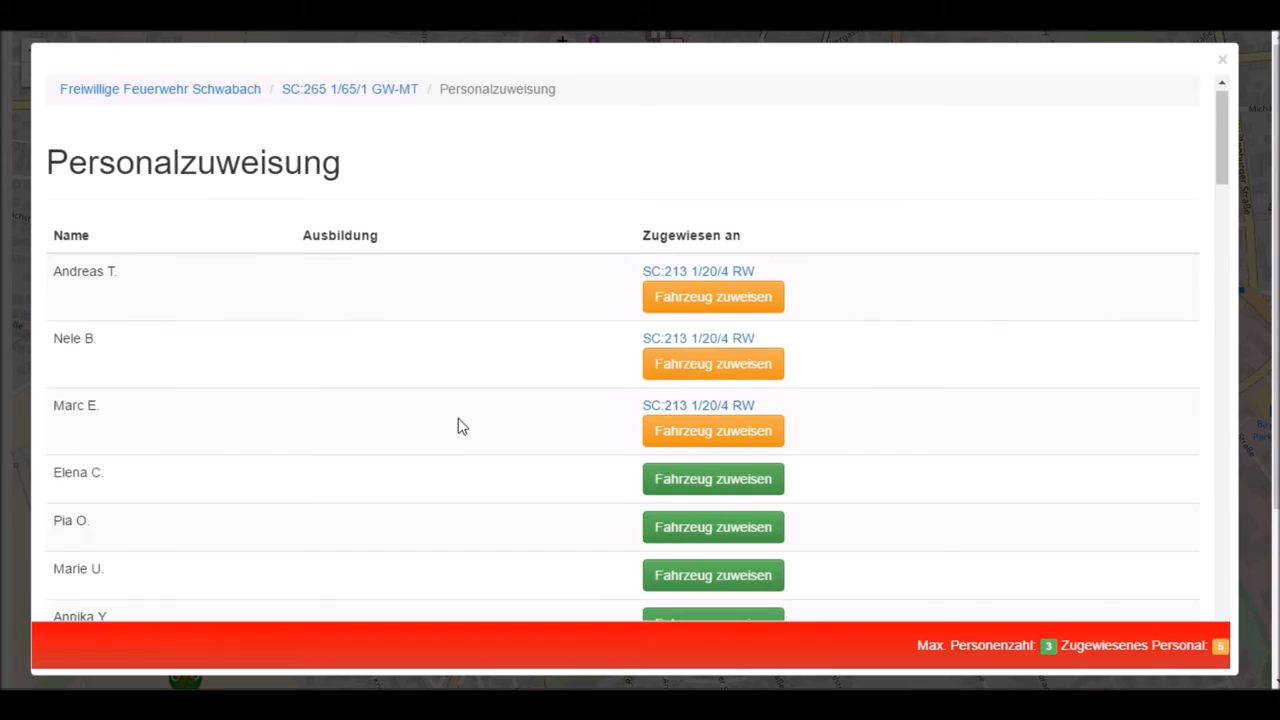 ×
Freiwillige Feuerwehr Schwabach / SC:265 1/65/1 GW-MT / Personalzuweisung
Personalzuweisung
Name Ausbildung Zugewiesen an
Andreas T. SC:213 1/20/4 RW
Fahrzeug zuweisen
Nele B. SC:213 1/20/4 RW
Fahrzeug zuweisen
Marc E. SC:213 1/20/4 RW
Fahrzeug zuweisen
Elena C. Fahrzeug zuweisen
Pia O. Fahrzeug zuweisen
Marie U. Fahrzeug zuweisen
Annika Y. Fahrzeug zuweisen
Max. Personenzahl: 3 Zugewiesenes Personal: 5